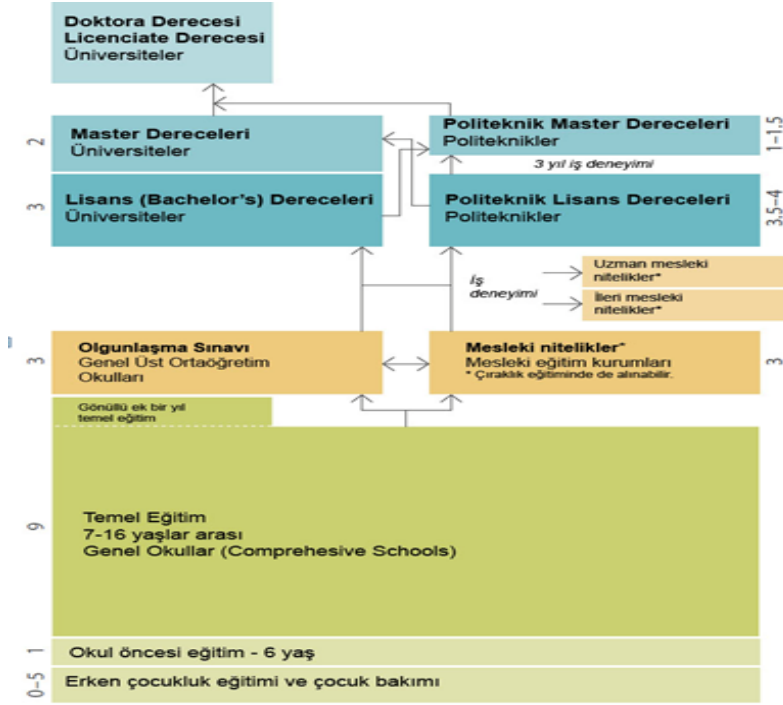 Doktora Derecesi
Licenciate Derecesi
Üniversiteler
2
Master Dereceleri
Üniversiteler
Politeknik Master Dereceleri
Politeknikler
1-1,5
3 yıl iş deneyimi
3
Lisans (Bachelor's) Dereceleri
Üniversiteler
Politeknik Lisans Dereceleri
Politeknikler
3,5-4
İş
deneyimi
Uzman mesleki
nitelikler*
İleri mesleki
nitelikler*
3
Olgunlaşma Sınavı
Genel Üst Ortaöğretim
Okulları
Mesleki nitelikler*
Mesleki eğitim kurumları
* Çıraklık eğitiminde de alınabilir.
3
Gönüllü ek bir yıl
temel eğitim
9
Temel Eğitim
7-16 yaşlar arası
Genel Okullar (Comprehesive Schools)
1
Okul öncesi eğitim - 6 yaş
0-5
Erken çocukluk eğitimi ve çocuk bakımı